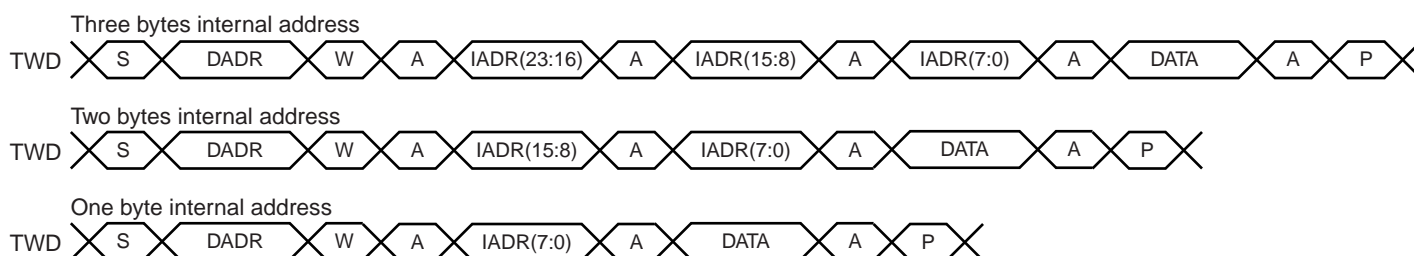 Three bytes internal address
TWD S DADR W A IADR(23:16) A IADR(15:8) A IADR(7:0) A DATA A P
Two bytes internal address
TWD S DADR W A IADR(15:8) A IADR(7:0) A DATA A P
One byte internal address
TWD S DADR W A IADR(7:0) A DATA A P